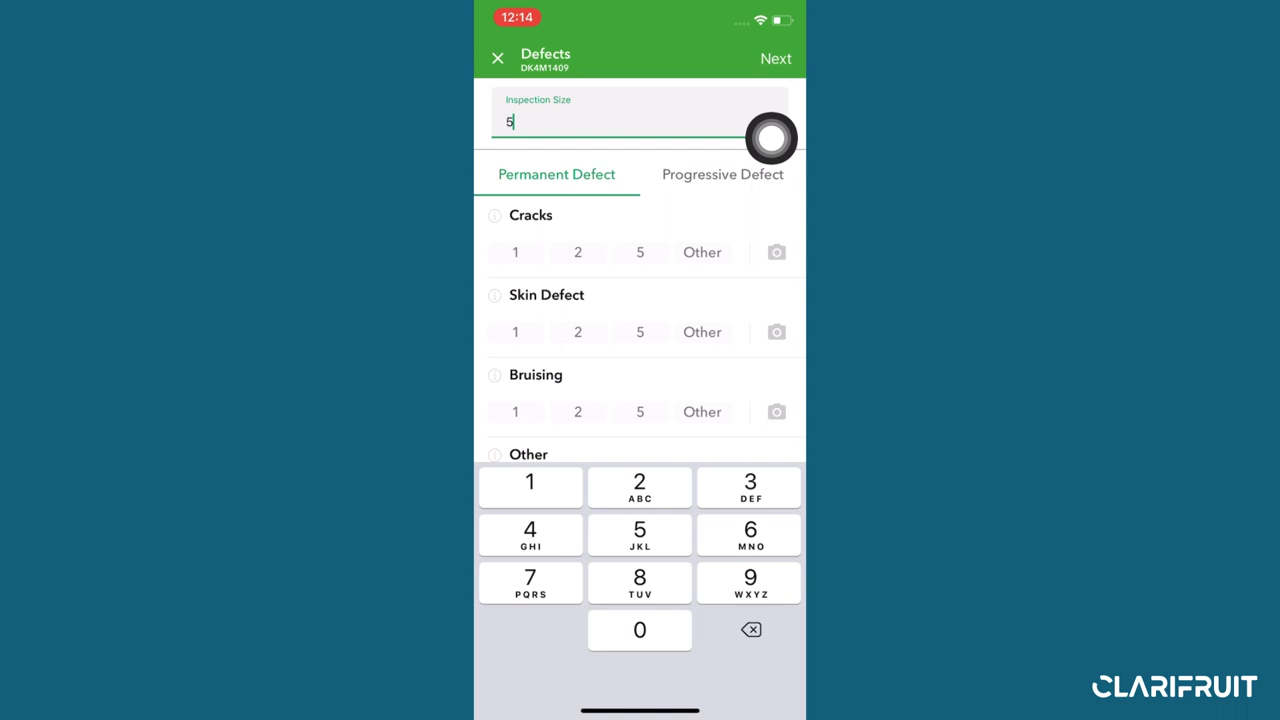 12:14
Defects
DK4M1409
Next
Inspection Size
5
Permanent Defect
Progressive Defect
Cracks
1 2 5 Other
Skin Defect
1 2 5 Other
Bruising
1 2 5 Other
Other
1 2 3
ABC DEF
4 5 6
GHI JKL MNO
7 8 9
PQRS TUV WXYZ
0
CLARIFRUIT